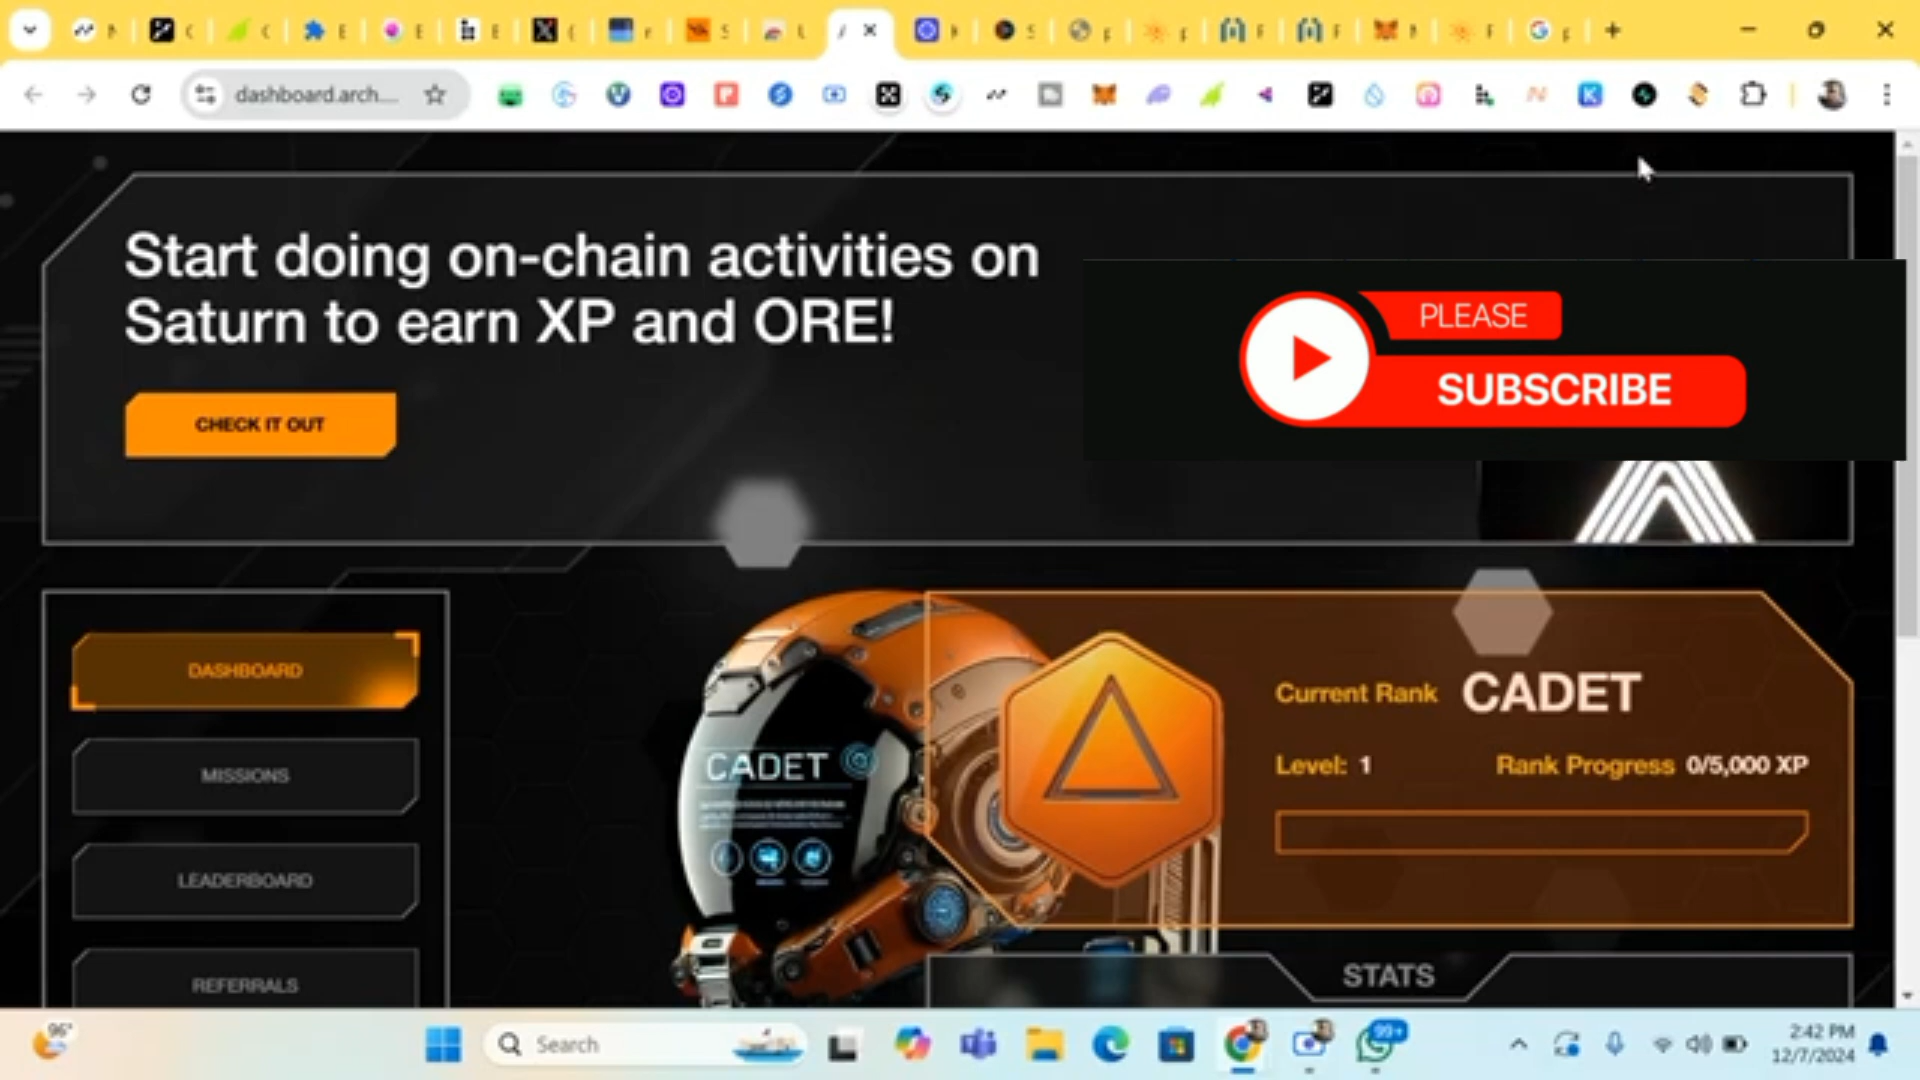 dashboard.arch....
Start doing on-chain activities on
Saturn to earn XP and ORE!
CHECK IT OUT
PLEASE
SUBSCRIBE
DASHBOARD
MISSIONS
LEADERBOARD
REFERRALS
CADET
Current Rank CADET
Level: 1 Rank Progress 0/5,000 XP
STATS
96°
Search
99+
2:42 PM
12/7/2024